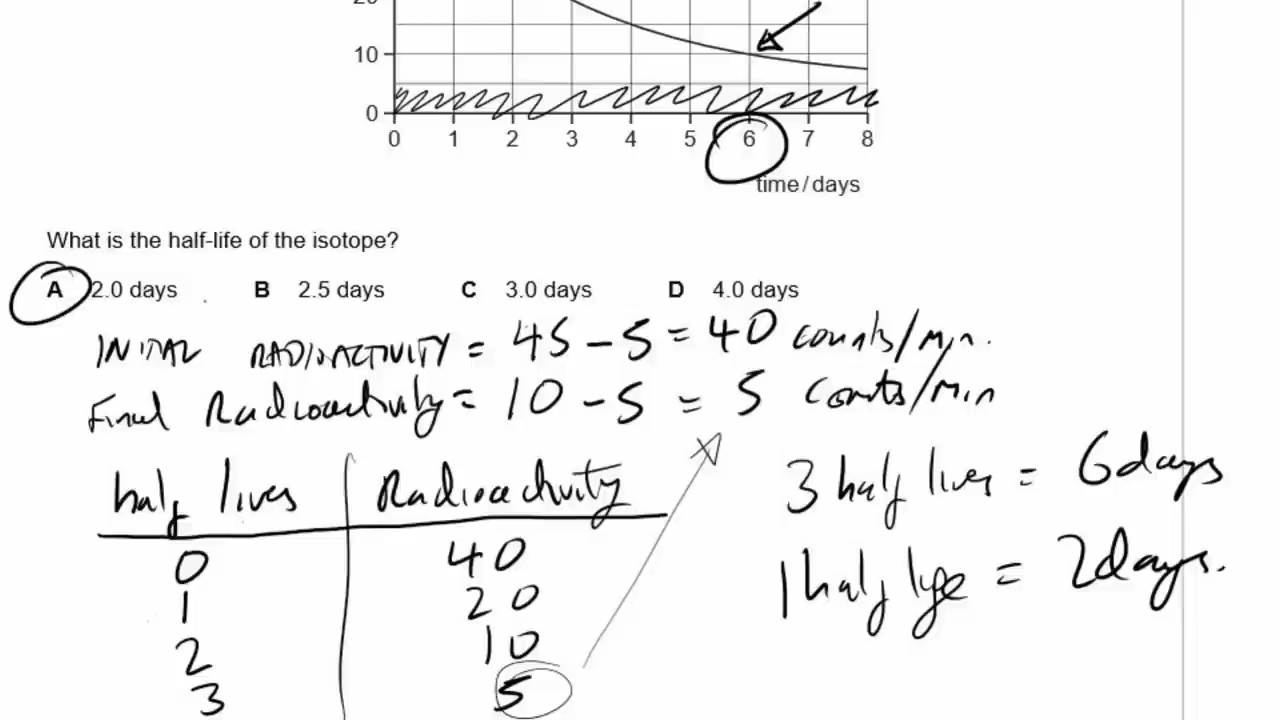 20
10
0
0 1 2 3 4 5 6 7 8
time / days
What is the half-life of the isotope?
A 2.0 days B 2.5 days C 3.0 days D 4.0 days
INITIAL RADIOACTIVITY = 45 - 5 = 40 counts/min.
Final Radioactivity = 10 - 5 = 5 counts/min
half lives Radioactivity
3 half lives = 6 days
0 40
1 half life = 2 days.
1 20
2 10
3 5